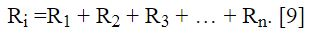 Rᵢ =R₁ + R₂ + R₃ + … + Rₙ. [9]